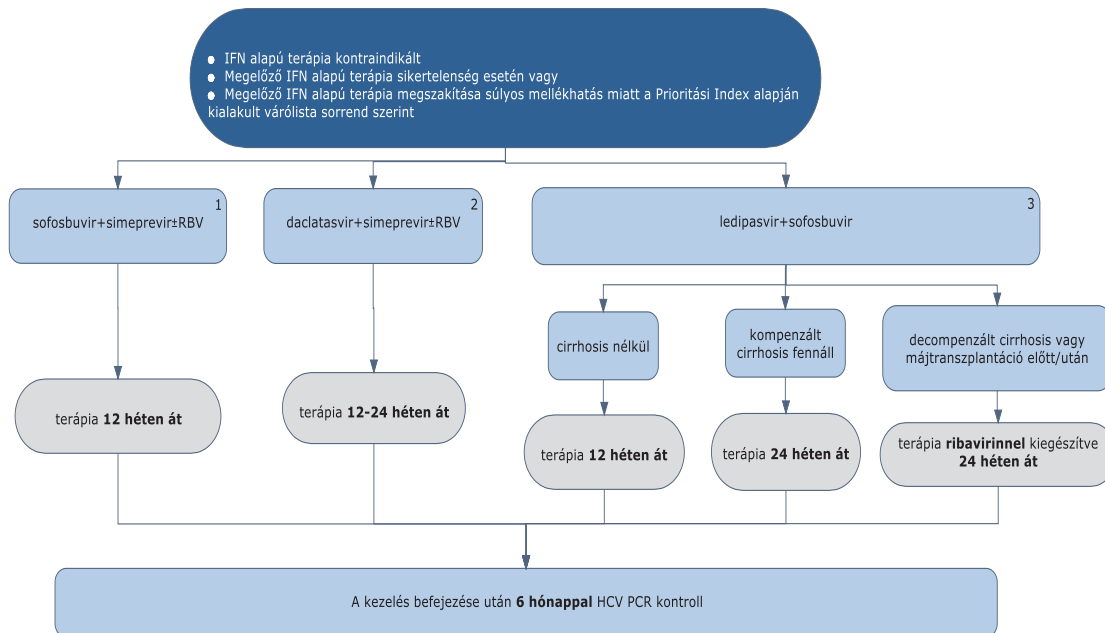 ● IFN alapú terápia kontraindikált
● Megelőző IFN alapú terápia sikertelenség esetén vagy
● Megelőző IFN alapú terápia megszakítása súlyos mellékhatás miatt a Prioritási Index alapján
kialakult várólista sorrend szerint
1
sofosbuvir+simeprevir±RBV
2
daclatasvir+simeprevir±RBV
3
ledipasvir+sofosbuvir
cirrhosis nélkül
kompenzált
cirrhosis fennáll
decompenzált cirrhosis vagy
májtranszplantáció előtt/után
terápia 12 héten át
terápia 12-24 héten át
terápia 12 héten át
terápia 24 héten át
terápia ribavirinnel kiegészítve
24 héten át
A kezelés befejezése után 6 hónappal HCV PCR kontroll